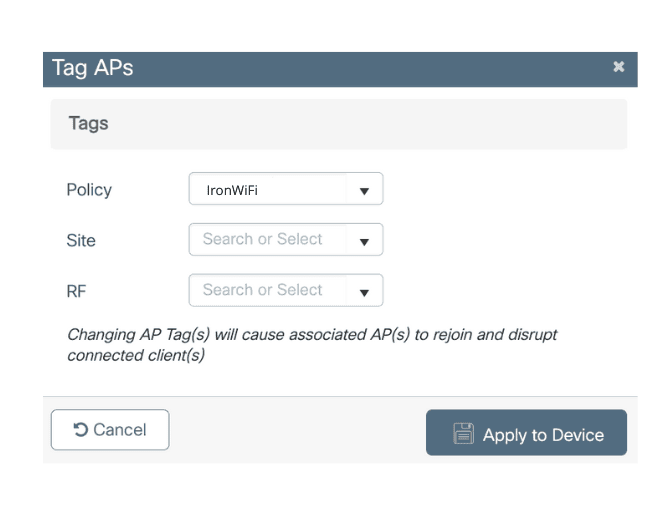 Tag APs
Tags
Policy IronWiFi
Site Search or Select
RF Search or Select
Changing AP Tag(s) will cause associated AP(s) to rejoin and disrupt
connected client(s)
Cancel Apply to Device